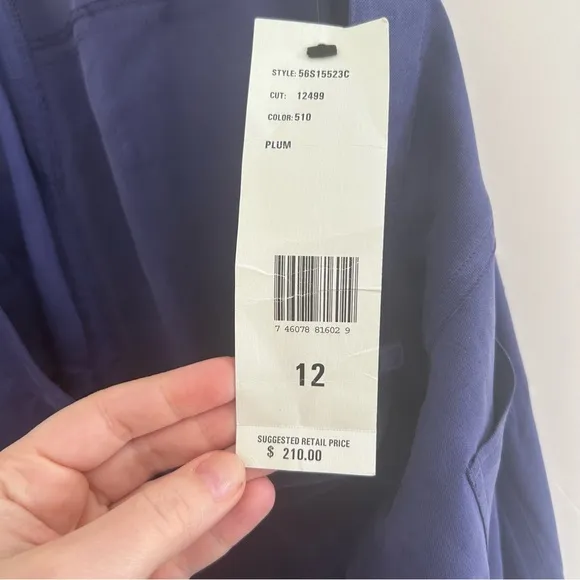 STYLE: 56S15523C
CUT: 12499
COLOR: 510
PLUM
7 46078 81602 9
12
SUGGESTED RETAIL PRICE
$ 210.00